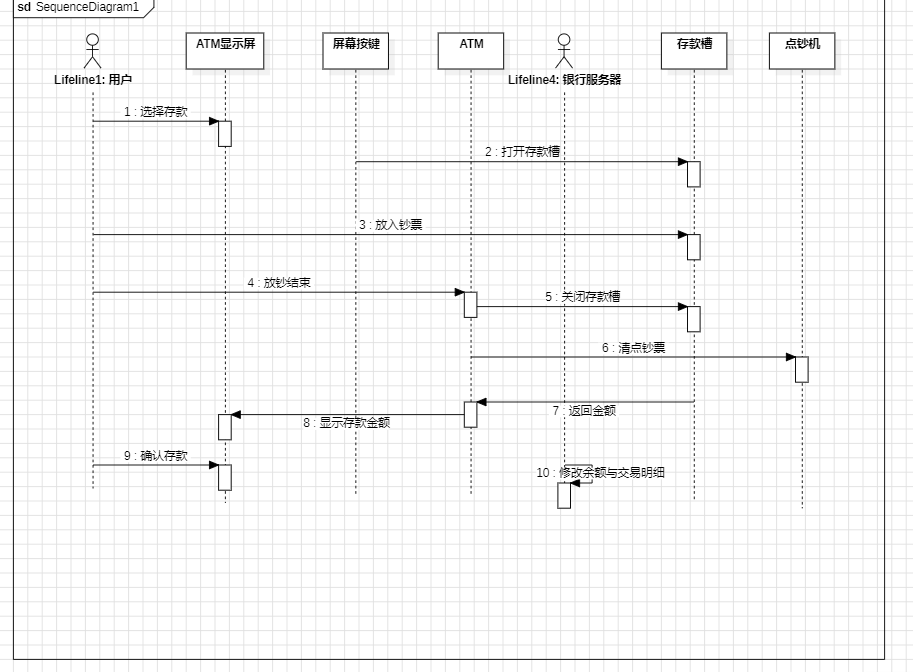 sd SequenceDiagram1
Lifeline1: 用户
ATM显示屏
屏幕按键
ATM
Lifeline4: 银行服务器
存款槽
点钞机
1 : 选择存款
2 : 打开存款槽
3 : 放入钞票
4 : 放钞结束
5 : 关闭存款槽
6 : 清点钞票
7 : 返回金额
8 : 显示存款金额
9 : 确认存款
10 : 修改余额与交易明细